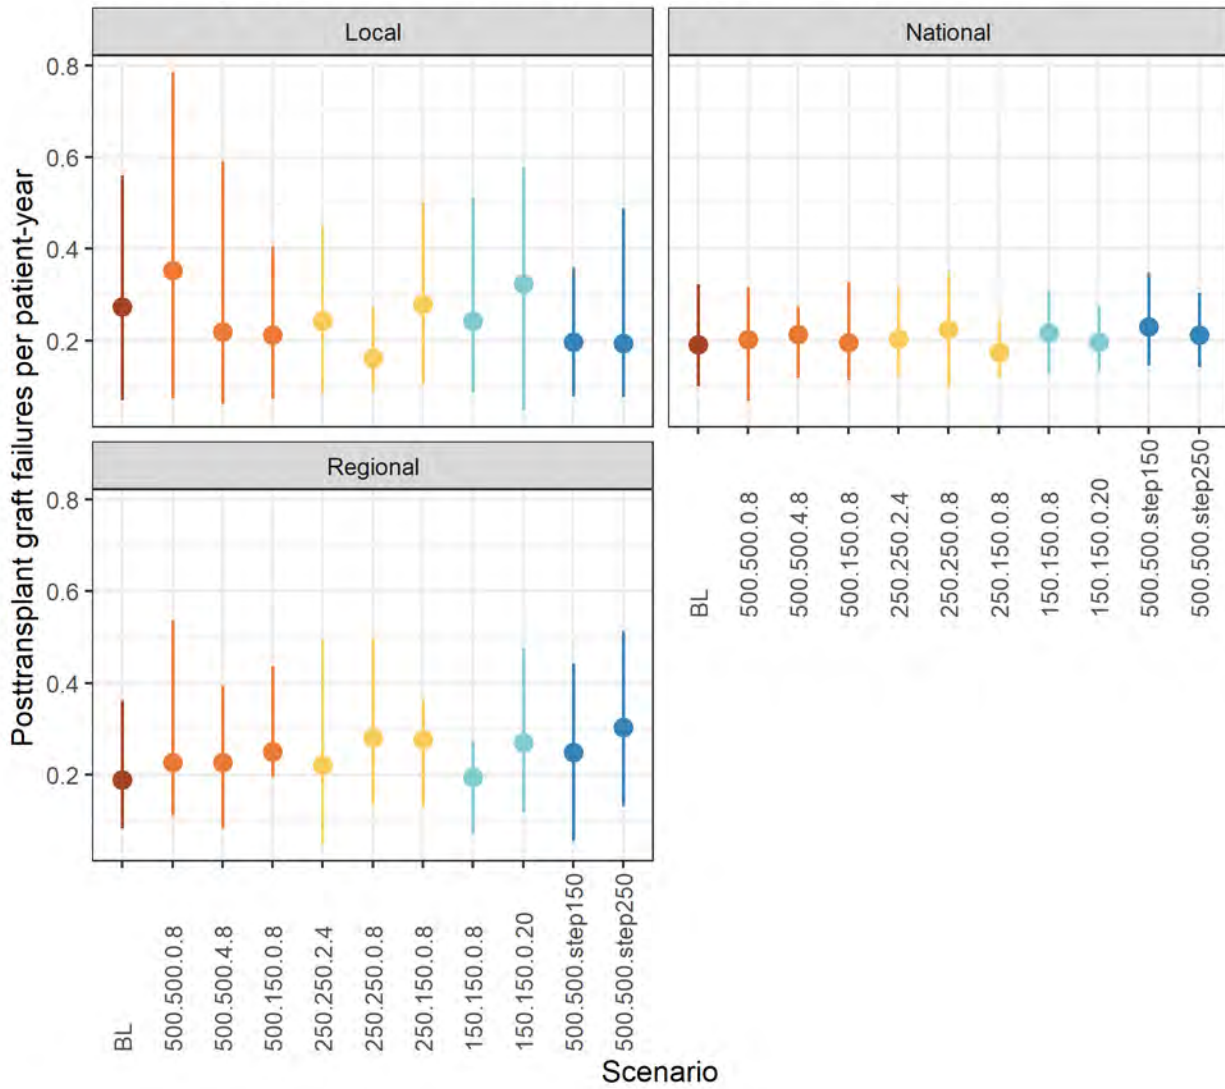 Local
National
Posttransplant graft failures per patient-year
0.8
0.6
0.4
0.2
Regional
0.8
0.6
0.4
0.2
BL
500.500.0.8
500.500.4.8
500.150.0.8
250.250.2.4
250.250.0.8
250.150.0.8
150.150.0.8
150.150.0.20
500.500.step150
500.500.step250
BL
500.500.0.8
500.500.4.8
500.150.0.8
250.250.2.4
250.250.0.8
250.150.0.8
150.150.0.8
150.150.0.20
500.500.step150
500.500.step250
Scenario